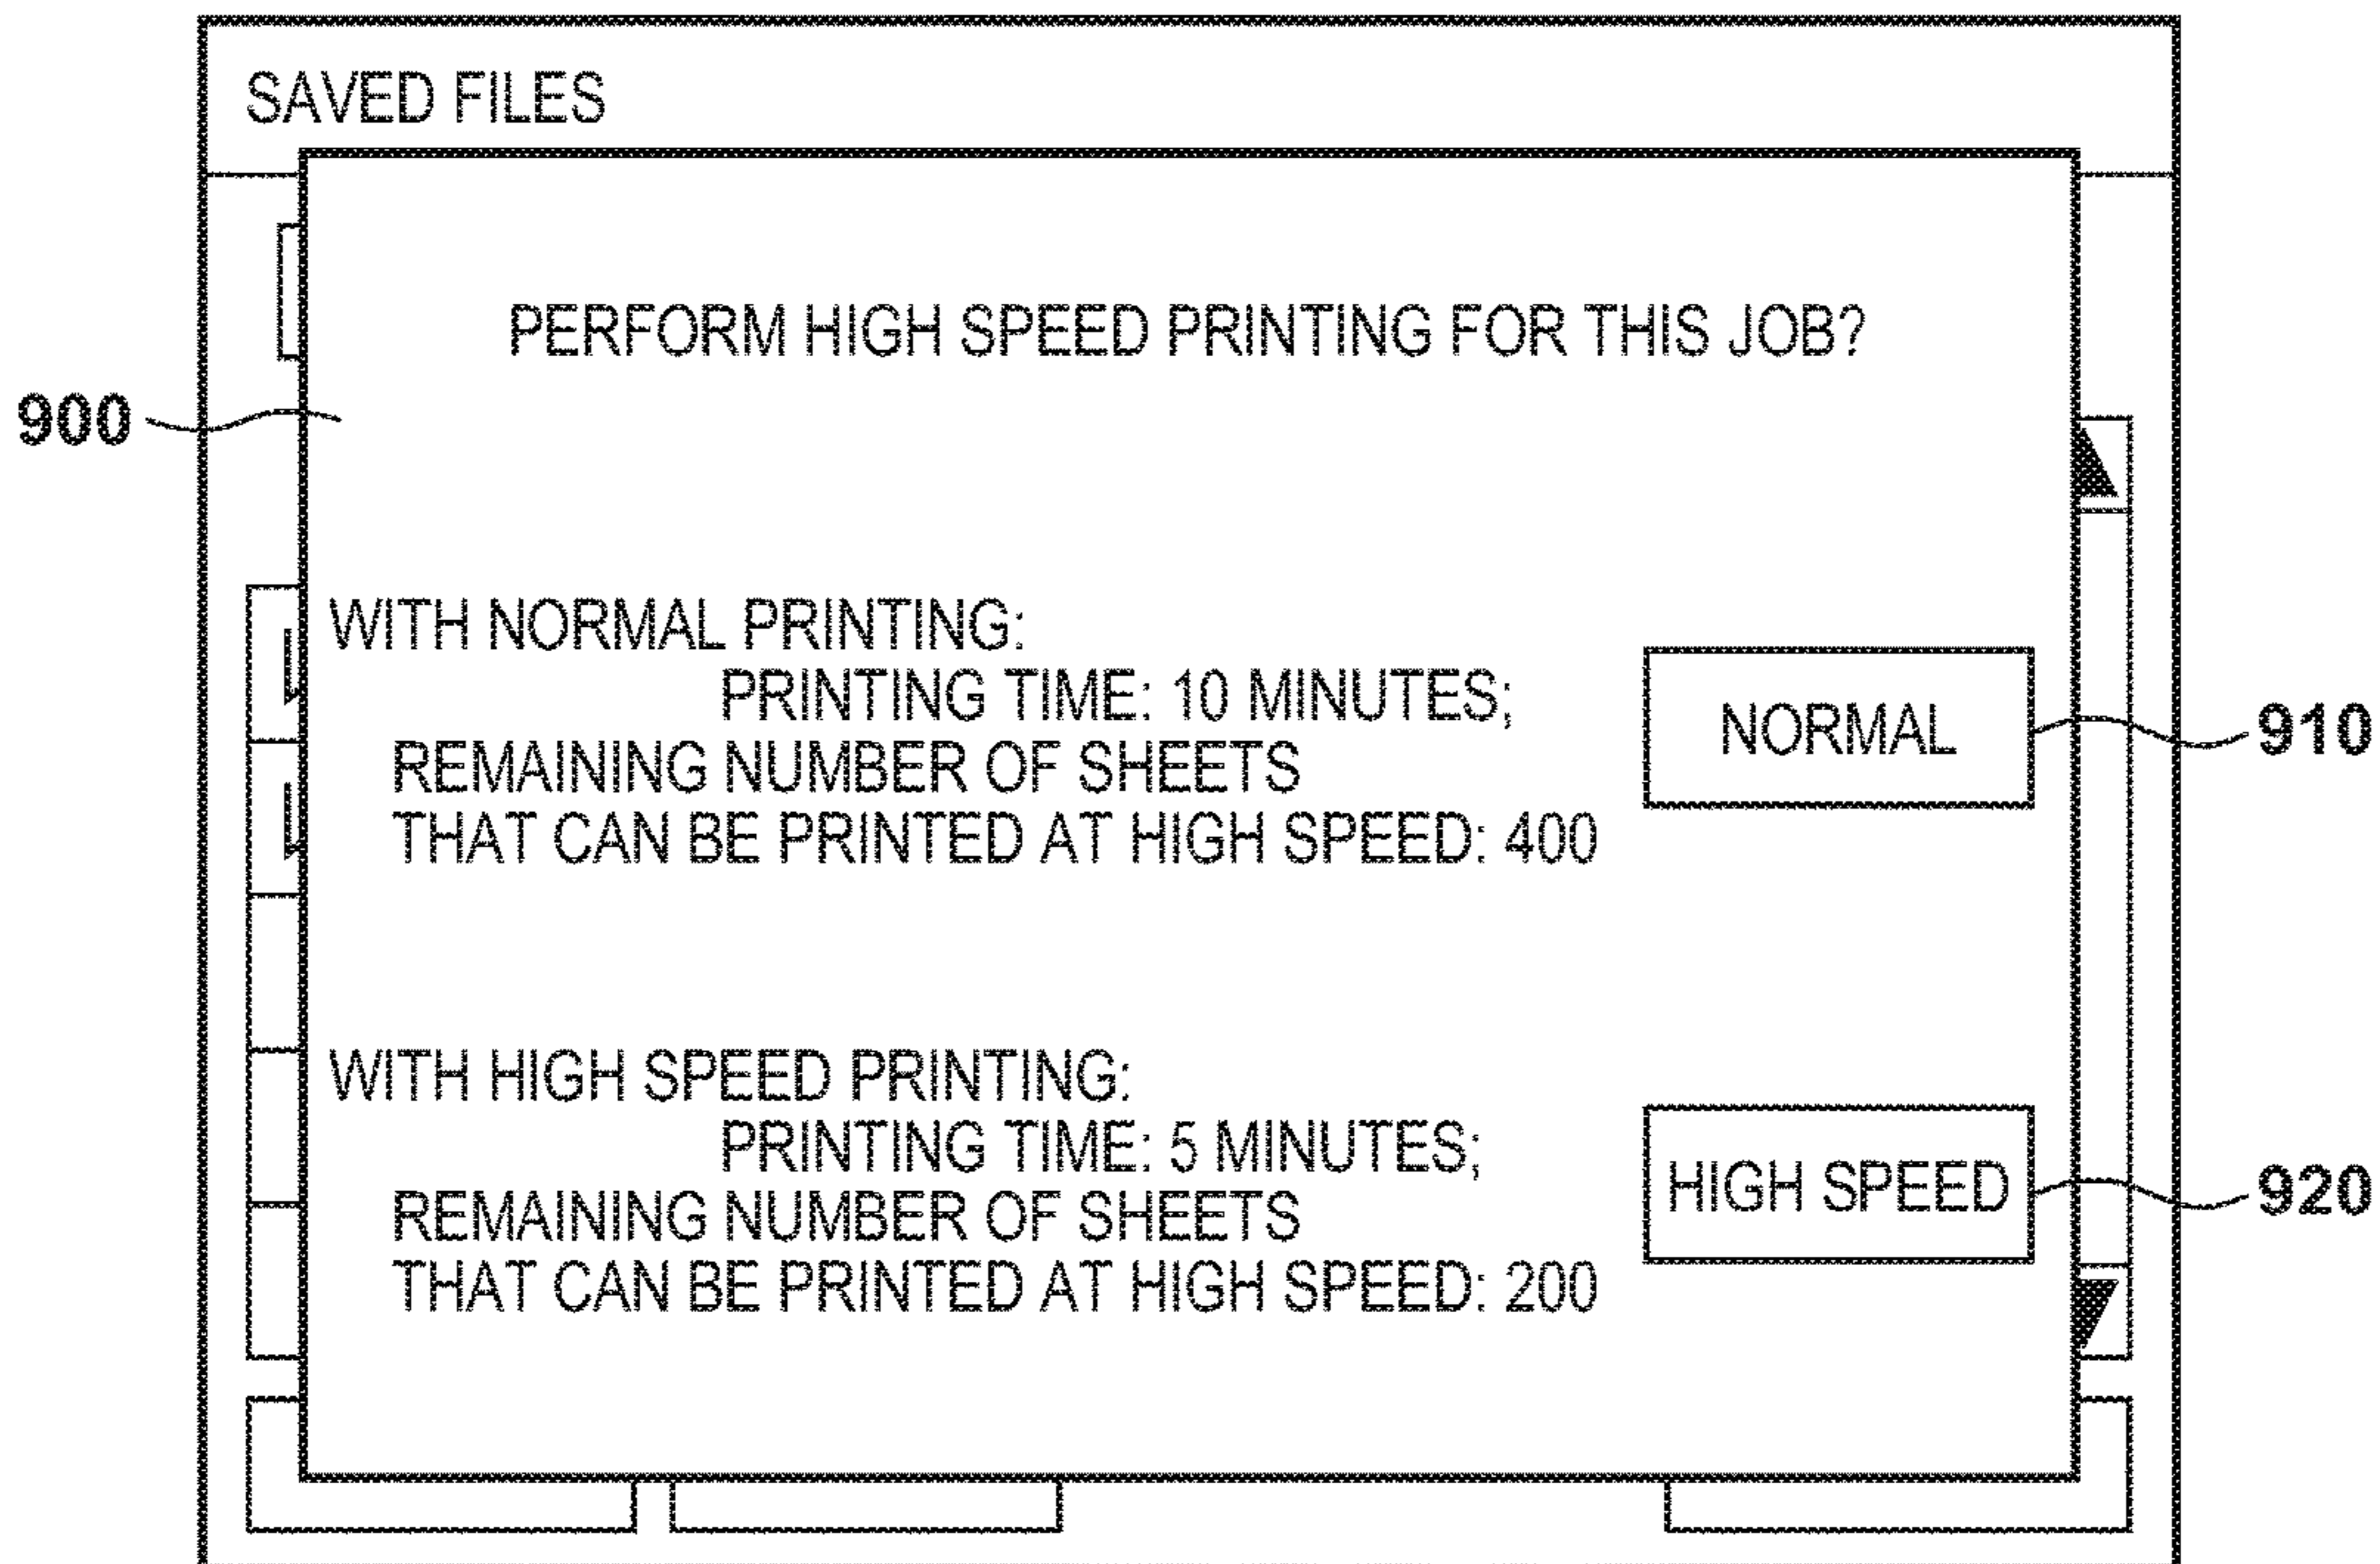 SAVED FILES
PERFORM HIGH SPEED PRINTING FOR THIS JOB?
900
WITH NORMAL PRINTING:
PRINTING TIME: 10 MINUTES;
REMAINING NUMBER OF SHEETS
THAT CAN BE PRINTED AT HIGH SPEED: 400
NORMAL
910
WITH HIGH SPEED PRINTING:
PRINTING TIME: 5 MINUTES;
REMAINING NUMBER OF SHEETS
THAT CAN BE PRINTED AT HIGH SPEED: 200
HIGH SPEED
920